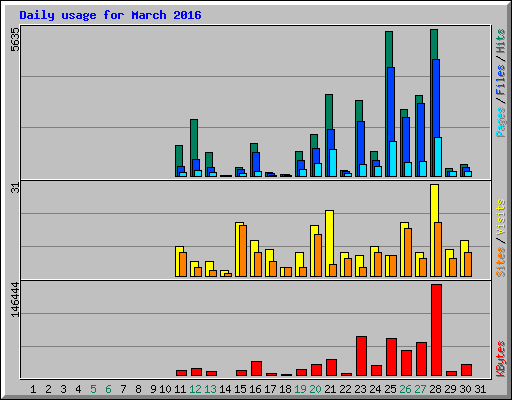 Daily usage for March 2016
5635
Pages / Files / Hits
31
Sites / Visits
146444
KBytes
1 2 3 4 5 6 7 8 9 10 11 12 13 14 15 16 17 18 19 20 21 22 23 24 25 26 27 28 29 30 31